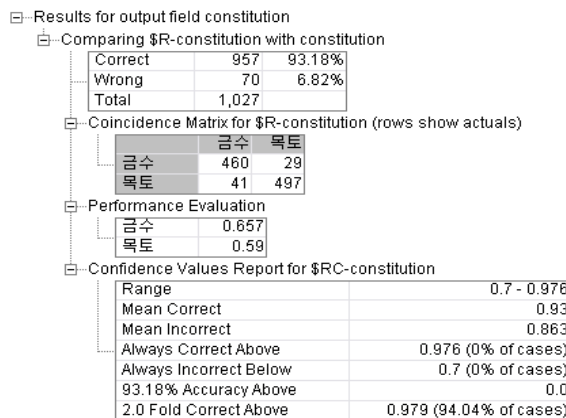 Results for output field constitution
Comparing $R-constitution with constitution
Correct 957 93.18%
Wrong 70 6.82%
Total 1,027
Coincidence Matrix for $R-constitution (rows show actuals)
금수 목토
금수 460 29
목토 41 497
Performance Evaluation
금수 0.657
목토 0.59
Confidence Values Report for $RC-constitution
Range 0.7 - 0.976
Mean Correct 0.93
Mean Incorrect 0.863
Always Correct Above 0.976 (0% of cases)
Always Incorrect Below 0.7 (0% of cases)
93.18% Accuracy Above 0.0
2.0 Fold Correct Above 0.979 (94.04% of cases)